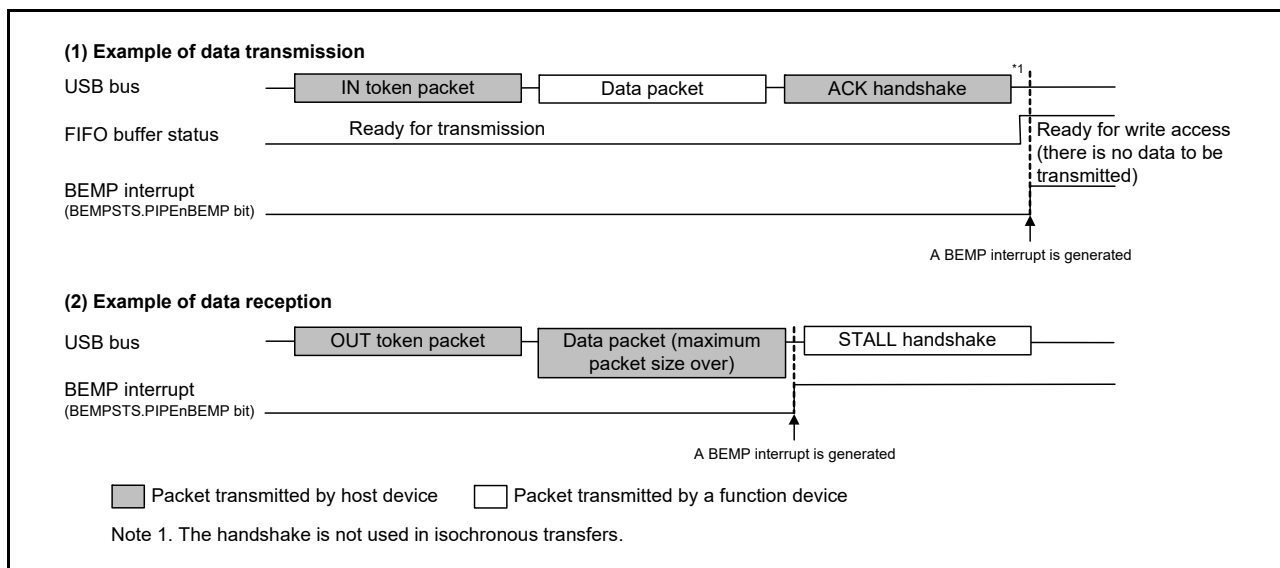 (1) Example of data transmission
USB bus
IN token packet
Data packet
ACK handshake
*1
FIFO buffer status
Ready for transmission
Ready for write access
(there is no data to be
transmitted)
BEMP interrupt
(BEMPSTS.PIPEnBEMP bit)
A BEMP interrupt is generated
(2) Example of data reception
USB bus
OUT token packet
Data packet (maximum
packet size over)
STALL handshake
BEMP interrupt
(BEMPSTS.PIPEnBEMP bit)
A BEMP interrupt is generated
Packet transmitted by host device
Packet transmitted by a function device
Note 1. The handshake is not used in isochronous transfers.